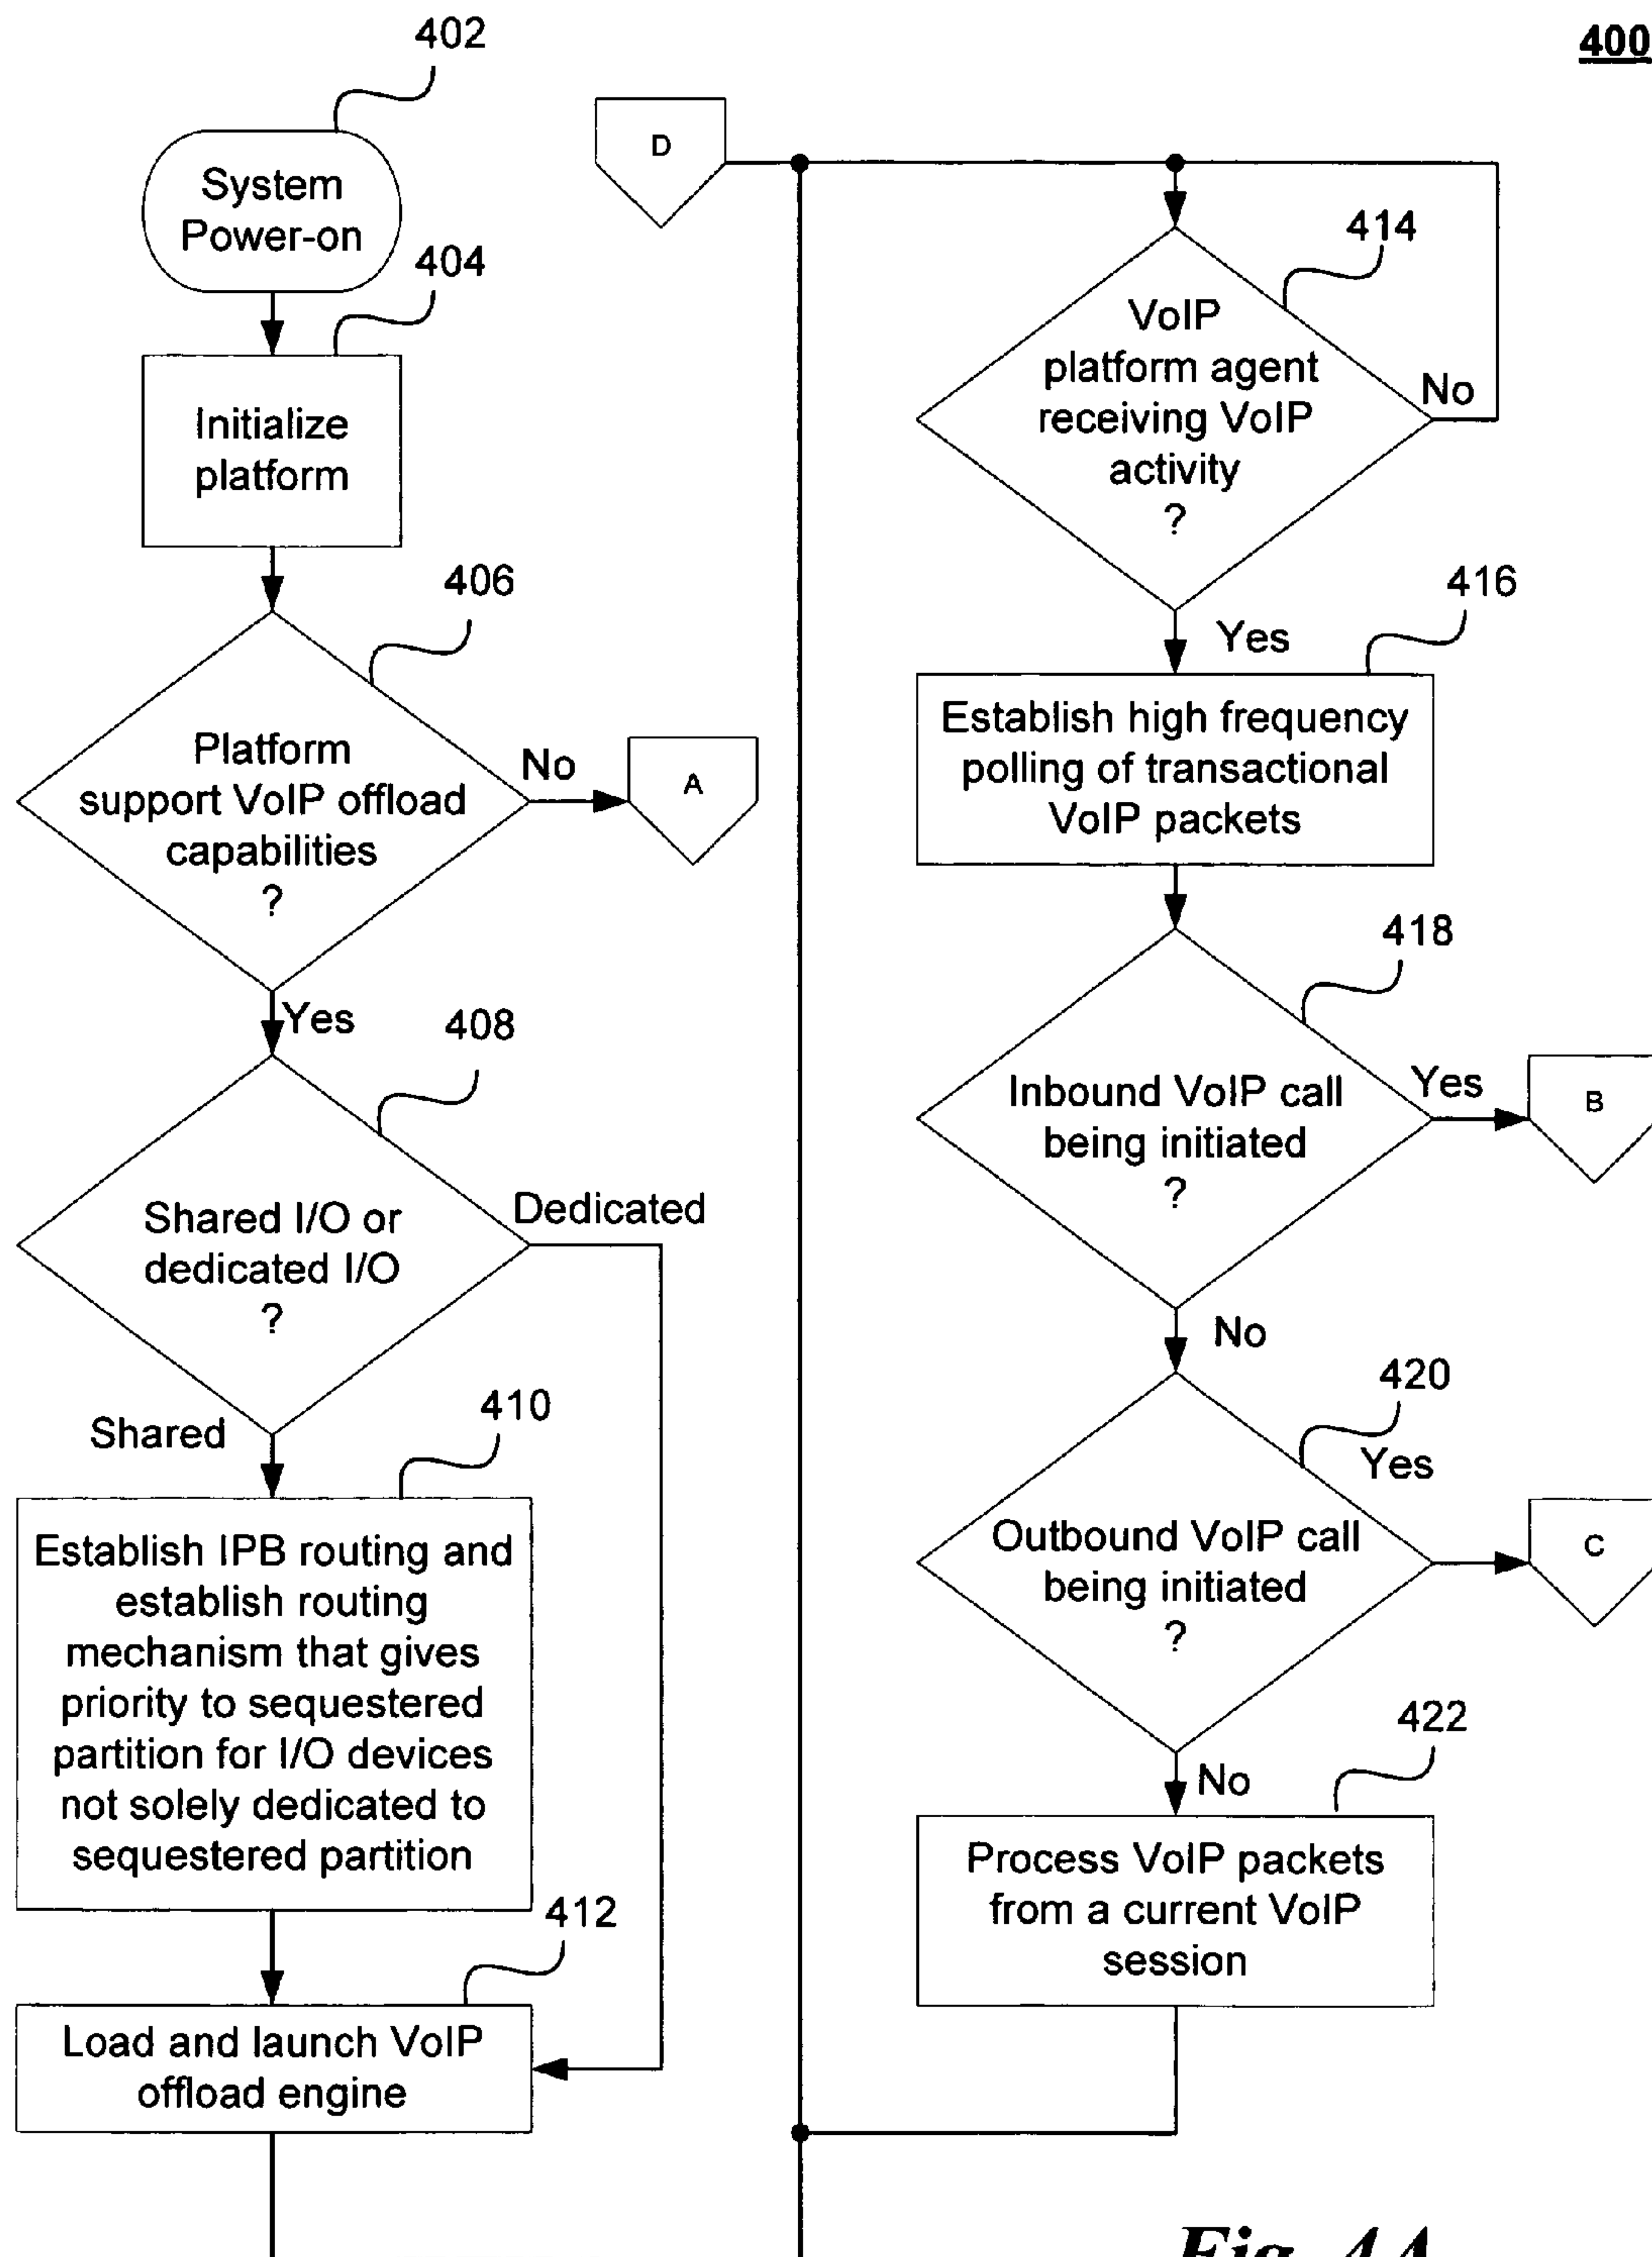 400
402
System
Power-on
404
Initialize
platform
406
Platform
support VoIP offload
capabilities
?
No
A
Yes
408
Shared I/O or
dedicated I/O
?
Dedicated
Shared
410
Establish IPB routing and
establish routing
mechanism that gives
priority to sequestered
partition for I/O devices
not solely dedicated to
sequestered partition
412
Load and launch VoIP
offload engine
D
414
VoIP
platform agent
receiving VoIP
activity
?
No
Yes
416
Establish high frequency
polling of transactional
VoIP packets
418
Inbound VoIP call
being initiated
?
Yes
B
No
420
Outbound VoIP call
being initiated
?
Yes
C
No
422
Process VoIP packets
from a current VoIP
session
Fig. 4A